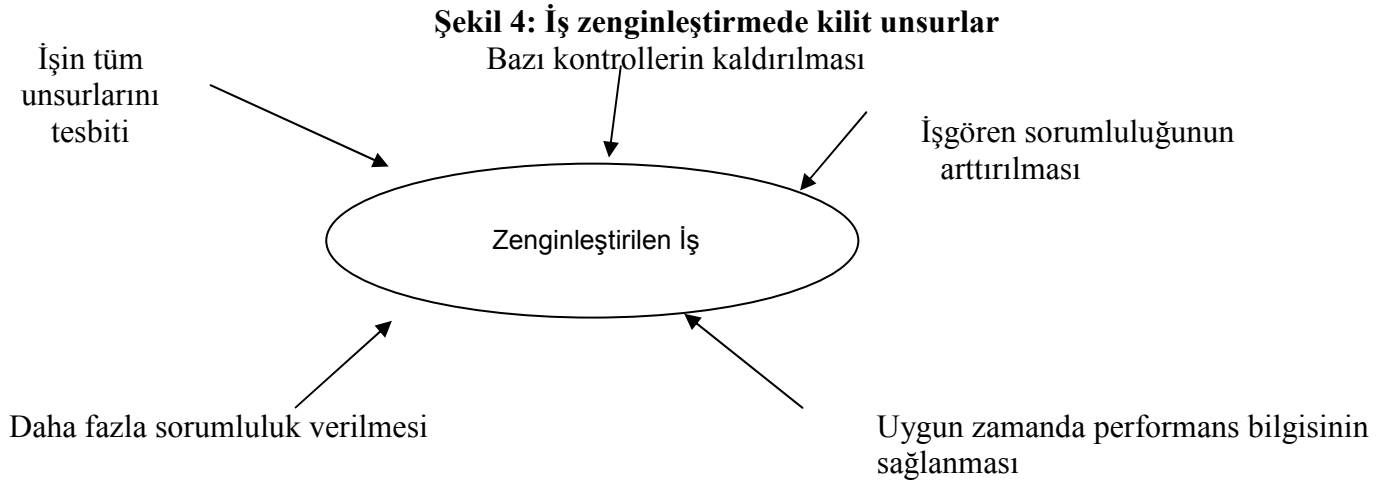 Şekil 4: İş zenginleştirmede kilit unsurlar
İşin tüm
unsurlarını
tesbiti
Bazı kontrollerin kaldırılması
İşgören sorumluluğunun
arttırılması
Zenginleştirilen İş
Daha fazla sorumluluk verilmesi
Uygun zamanda performans bilgisinin
sağlanması